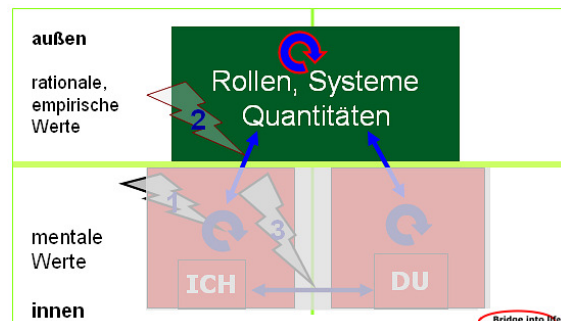 außen
rationale,
empirische
Werte
Rollen, Systeme
Quantitäten
2
1
3
mentale
Werte
ICH
DU
innen
Bridge into life